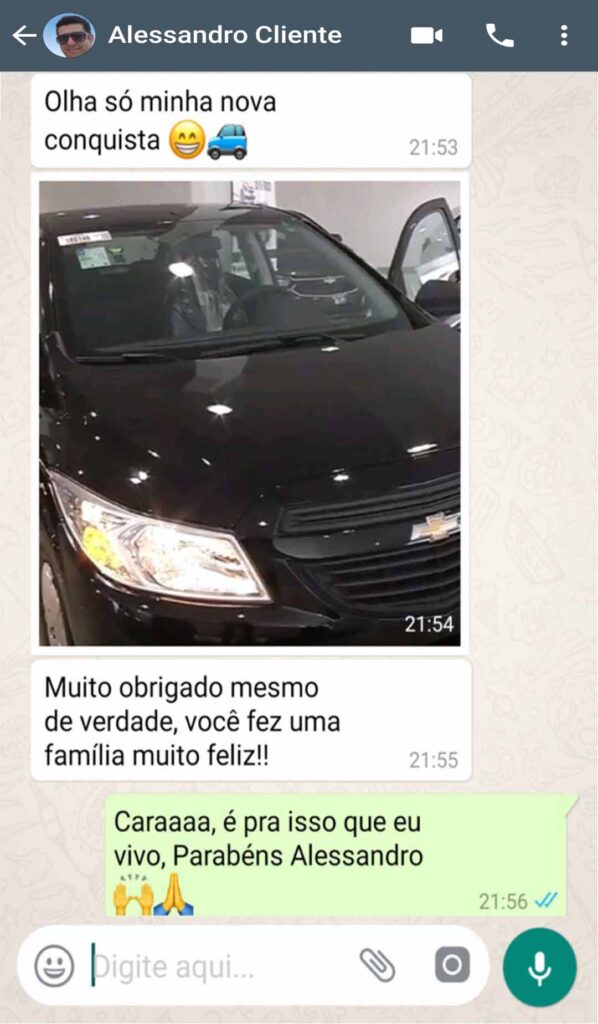 Alessandro Cliente
Olha só minha nova
conquista 😁🚙
21:53
21:54
Muito obrigado mesmo
de verdade, você fez uma
família muito feliz!!
21:55
Caraaaa, é pra isso que eu
vivo, Parabéns Alessandro
🙌🙏
21:56
Digite aqui...